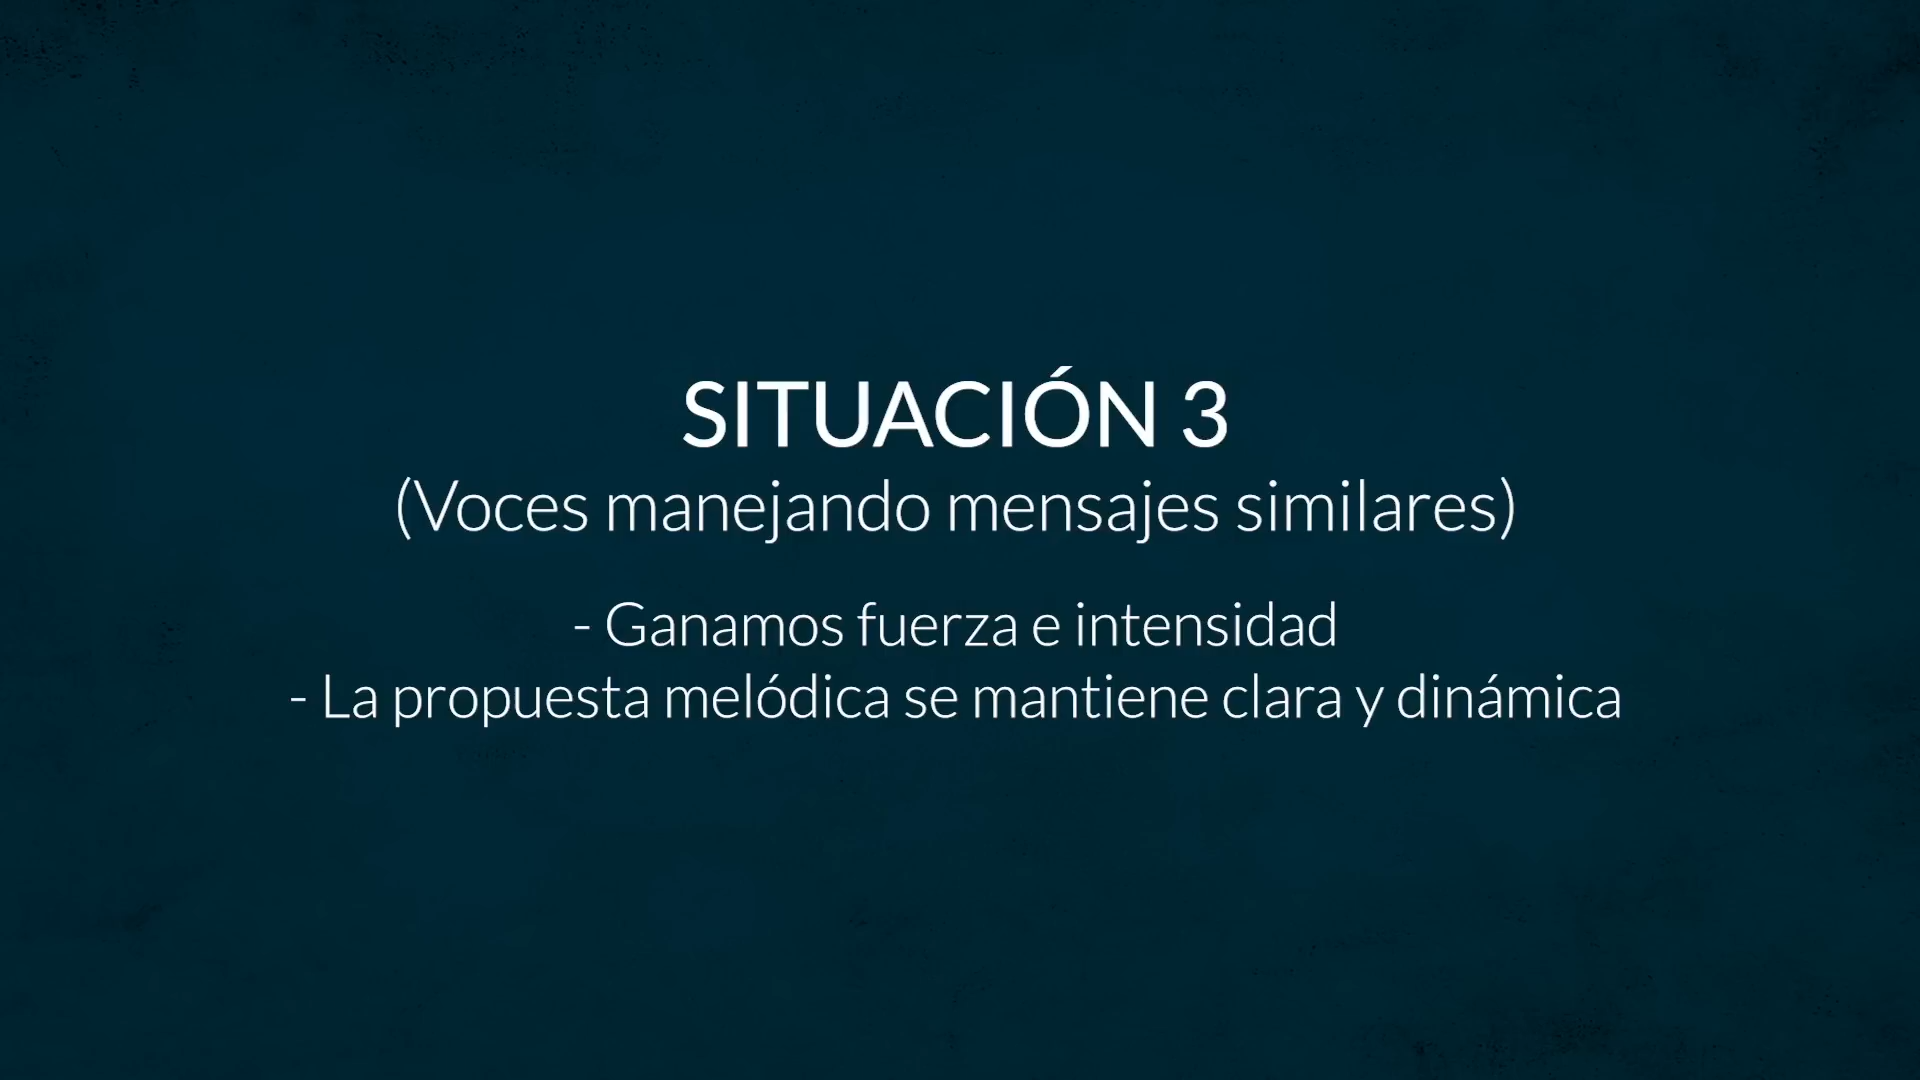 SITUACIÓN 3
(Voces manejando mensajes similares)
- Ganamos fuerza e intensidad
- La propuesta melódica se mantiene clara y dinámica